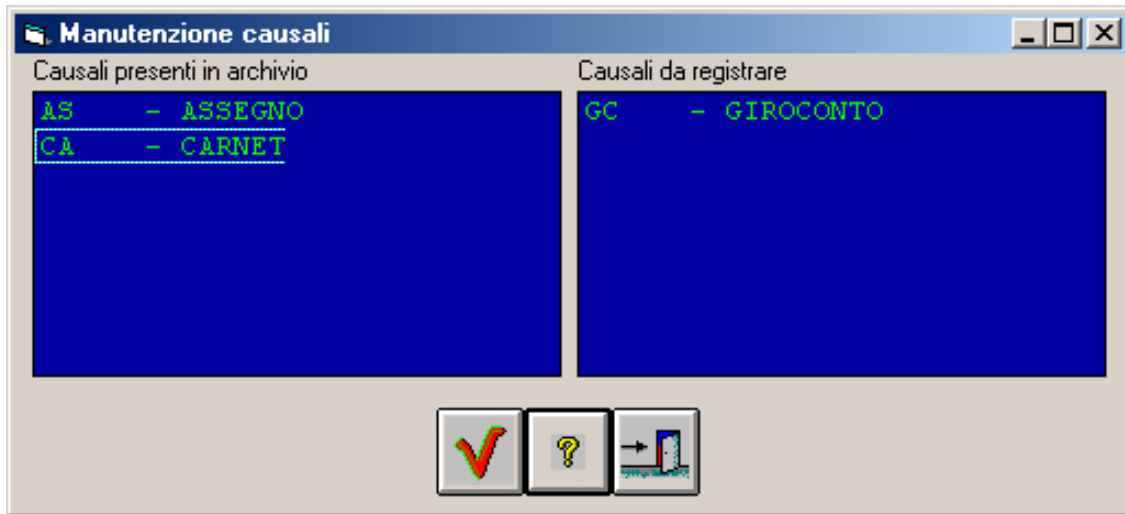 Manutenzione causali
Causali presenti in archivio
AS - ASSEGNO
CA - CARNET
Causali da registrare
GC - GIROCONTO
?